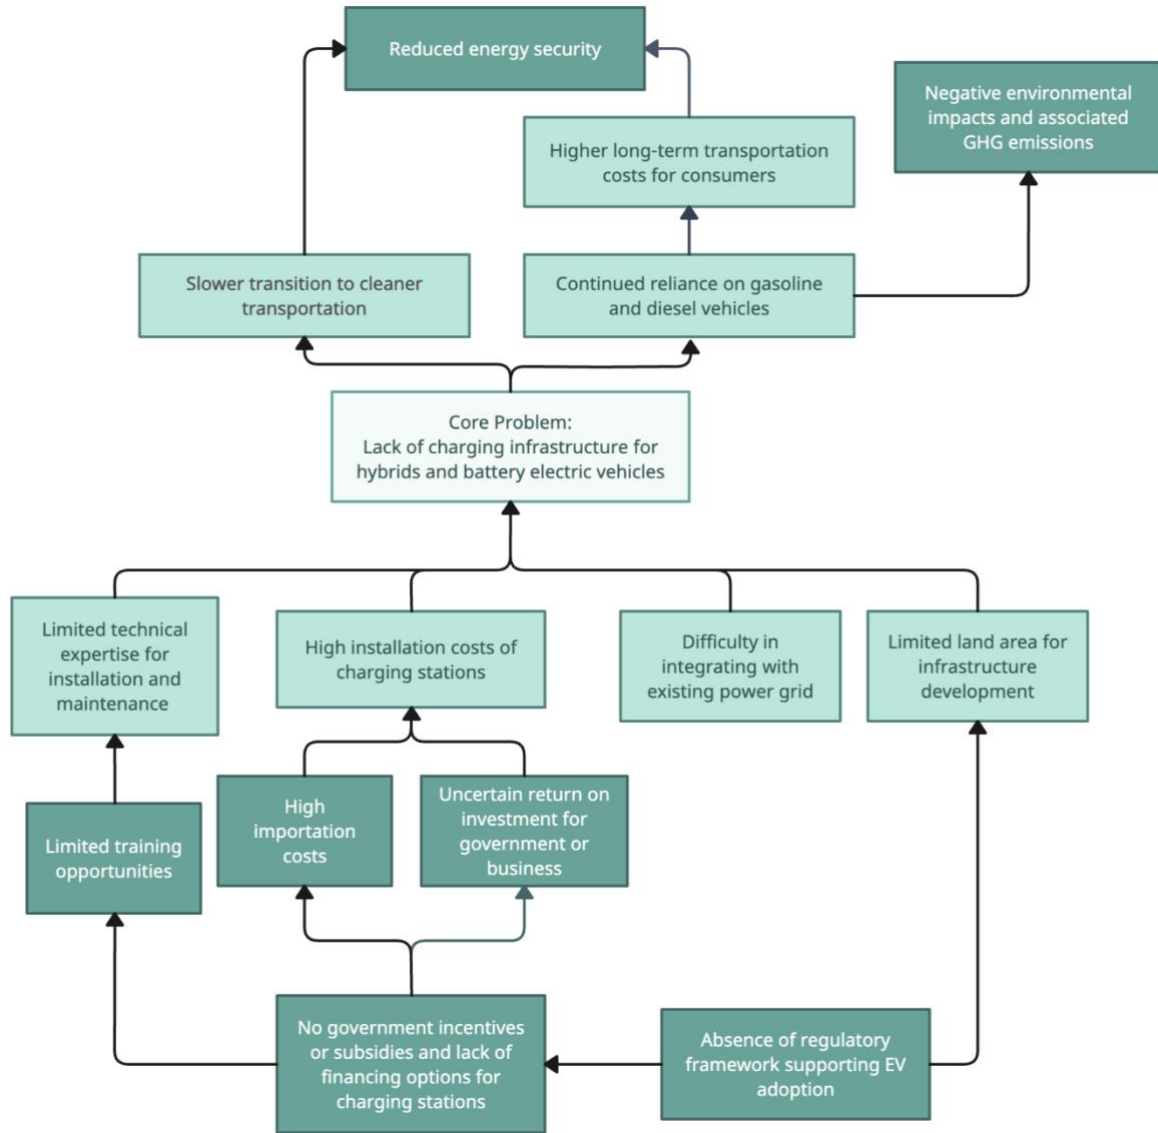 Reduced energy security
Negative environmental
impacts and associated
GHG emissions
Higher long-term transportation
costs for consumers
Slower transition to cleaner
transportation
Continued reliance on gasoline
and diesel vehicles
Core Problem:
Lack of charging infrastructure for
hybrids and battery electric vehicles
Limited technical
expertise for
installation and
maintenance
High installation costs of
charging stations
Difficulty in
integrating with
existing power grid
Limited land area for
infrastructure
development
Limited training
opportunities
High
importation
costs
Uncertain return on
investment for
government or
business
No government incentives
or subsidies and lack of
financing options for
charging stations
Absence of regulatory
framework supporting EV
adoption